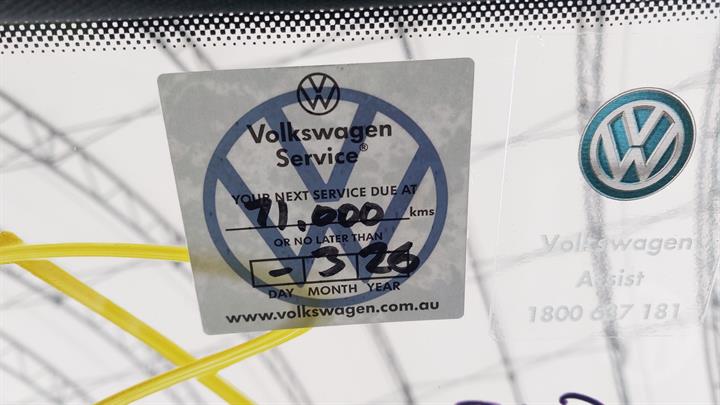 Volkswagen
Service®
YOUR NEXT SERVICE DUE AT
71.000 kms
OR NO LATER THAN
- 3 26
DAY MONTH YEAR
www.volkswagen.com.au
Volkswagen
Assist
1800 637 181